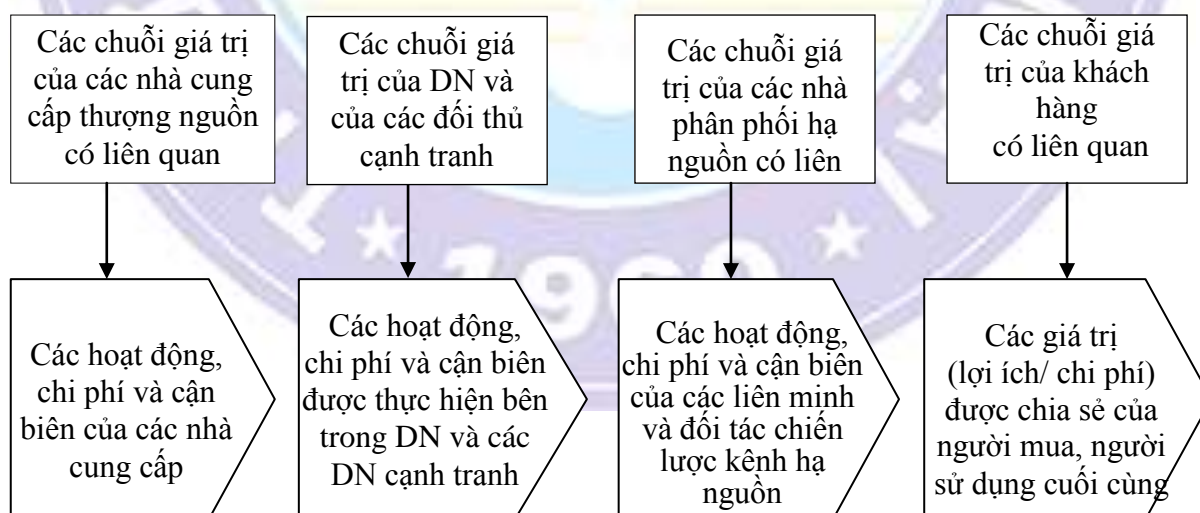 Các chuỗi giá trị
của các nhà cung
cấp thượng nguồn
có liên quan
Các chuỗi giá
trị của DN và
của các đối thủ
cạnh tranh
Các chuỗi giá
trị của các nhà
phân phối hạ
nguồn có liên
Các chuỗi giá
trị của khách
hàng
có liên quan
Các hoạt động,
chi phí và cận
biên của các nhà
cung cấp
Các hoạt động,
chi phí và cận biên
được thực hiện bên
trong DN và các
DN cạnh tranh
Các hoạt động,
chi phí và cận biên
của các liên minh
và đối tác chiến
lược kênh hạ
nguồn
Các giá trị
(lợi ích/ chi phí)
được chia sẻ của
người mua, người
sử dụng cuối cùng